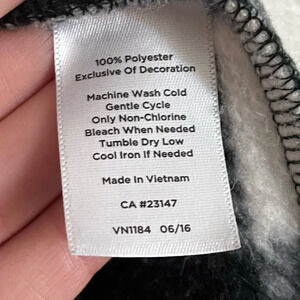 100% Polyester
Exclusive Of Decoration
Machine Wash Cold
Gentle Cycle
Only Non-Chlorine
Bleach When Needed
Tumble Dry Low
Cool Iron If Needed
Made in Vietnam
CA #23147
VN1184 06/16